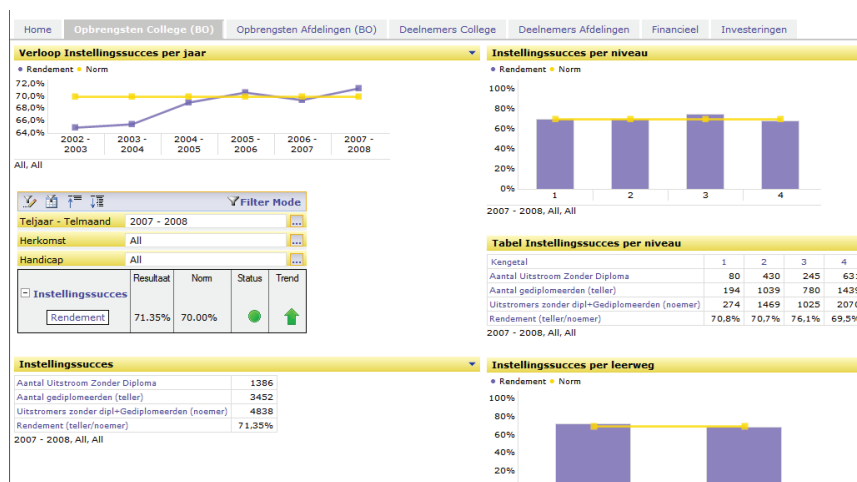 Home Opbrengsten College (BO) Opbrengsten Afdelingen (BO) Deelnemers College Deelnemers Afdelingen Financieel Investeringen
Verloop Instellingssucces per jaar
Rendement Norm
72,0%
70,0%
68,0%
66,0%
64,0%
2002 - 2003 - 2004 - 2005 - 2006 - 2007 -
2003 2004 2005 2006 2007 2008
All, All
Filter Mode
Teljaar - Telmaand 2007 - 2008 ...
Herkomst All ...
Handicap All ...
Resultaat Norm Status Trend
Instellingssucces
Rendement 71.35% 70.00%
Instellingssucces
Aantal Uitstroom Zonder Diploma 1386
Aantal gediplomeerden (teller) 3452
Uitstromers zonder dipl+Gediplomeerden (noemer) 4838
Rendement (teller/noemer) 71,35%
2007 - 2008, All, All
Instellingssucces per niveau
Rendement Norm
100%
80%
60%
40%
20%
0%
1 2 3 4
2007 - 2008, All, All
Tabel Instellingssucces per niveau
Kengetal 1 2 3 4
Aantal Uitstroom Zonder Diploma 80 430 245 631
Aantal gediplomeerden (teller) 194 1039 780 1439
Uitstromers zonder dipl+Gediplomeerden (noemer) 274 1469 1025 2070
Rendement (teller/noemer) 70,8% 70,7% 76,1% 69,5%
2007 - 2008, All, All
Instellingssucces per leerweg
Rendement Norm
100%
80%
60%
40%
20%